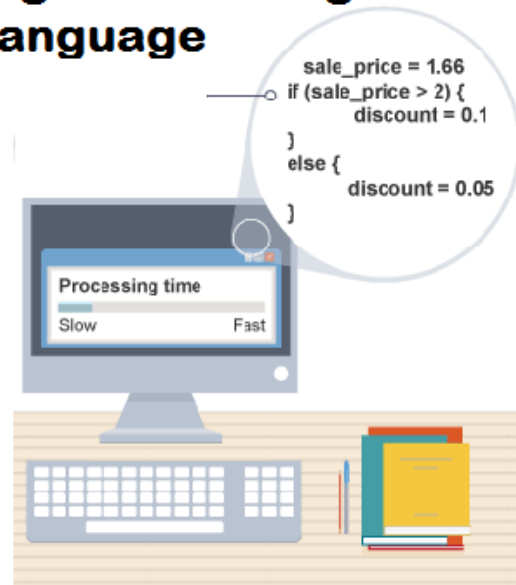 anguage
sale_price = 1.66
if (sale_price > 2) {
discount = 0.1
}
else {
discount = 0.05
}
Processing time
Slow Fast